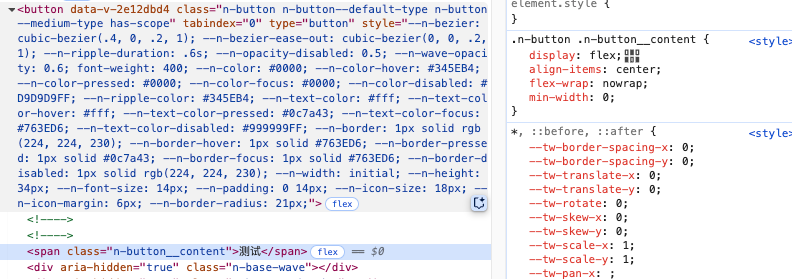 <button data-v-2e12dbd4 class="n-button n-button--default-type n-button
--medium-type has-scope" tabindex="0" type="button" style="--n-bezier:
cubic-bezier(.4, 0, .2, 1); --n-bezier-ease-out: cubic-bezier(0, 0, .2,
1); --n-ripple-duration: .6s; --n-opacity-disabled: 0.5; --n-wave-opaci
ty: 0.6; font-weight: 400; --n-color: #0000; --n-color-hover: #345EB4;
--n-color-pressed: #0000; --n-color-focus: #0000; --n-color-disabled: #
D9D9D9FF; --n-ripple-color: #345EB4; --n-text-color: #fff; --n-text-col
or-hover: #fff; --n-text-color-pressed: #0c7a43; --n-text-color-focus:
#763ED6; --n-text-color-disabled: #999999FF; --n-border: 1px solid rgb
(224, 224, 230); --n-border-hover: 1px solid #763ED6; --n-border-presse
d: 1px solid #0c7a43; --n-border-focus: 1px solid #763ED6; --n-border-d
isabled: 1px solid rgb(224, 224, 230); --n-width: initial; --n-height:
34px; --n-font-size: 14px; --n-padding: 0 14px; --n-icon-size: 18px; --
n-icon-margin: 6px; --n-border-radius: 21px;"> flex
<!---->
<!---->
<span class="n-button__content">测试</span> flex == $0
<div aria-hidden="true" class="n-base-wave"></div>
element.style {
}
.n-button .n-button__content { <style>
display: flex;
align-items: center;
flex-wrap: nowrap;
min-width: 0;
}
*, ::before, ::after { <style>
--tw-border-spacing-x: 0;
--tw-border-spacing-y: 0;
--tw-translate-x: 0;
--tw-translate-y: 0;
--tw-rotate: 0;
--tw-skew-x: 0;
--tw-skew-y: 0;
--tw-scale-x: 1;
--tw-scale-y: 1;
--tw-pan-x: ;